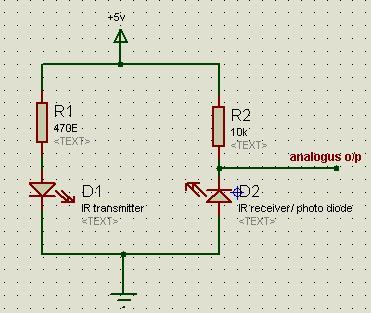 +5v
R1
470E
<TEXT>
R2
10k
<TEXT>
analogus o/p
D1
IR transmitter
<TEXT>
D2
IR receiver/ photo diode
<TEXT>